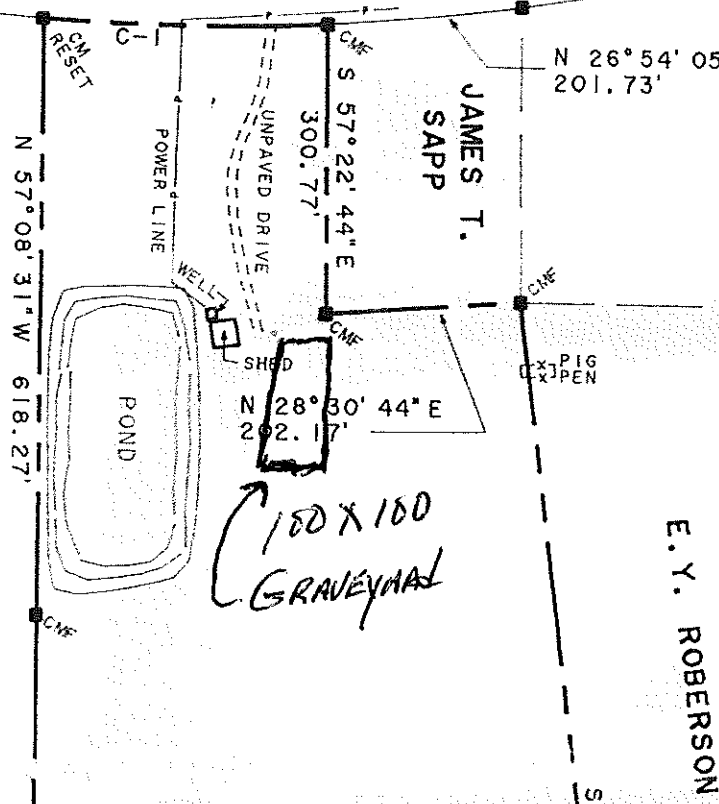 C-1
CM
RESET
CMF
N 26°54' 05
201.73'
JAMES T.
SAPP
S 57°22' 44"E
300.77'
UNPAVED DRIVE
POWER LINE
N 57°08'31"W 618.27'
WELL
SHED
CMF
CMF
PIG
PEN
N 28°30' 44"E
202.17'
POND
100 X 100
GRAVEYARD
CMF
E.Y. ROBERSON
S